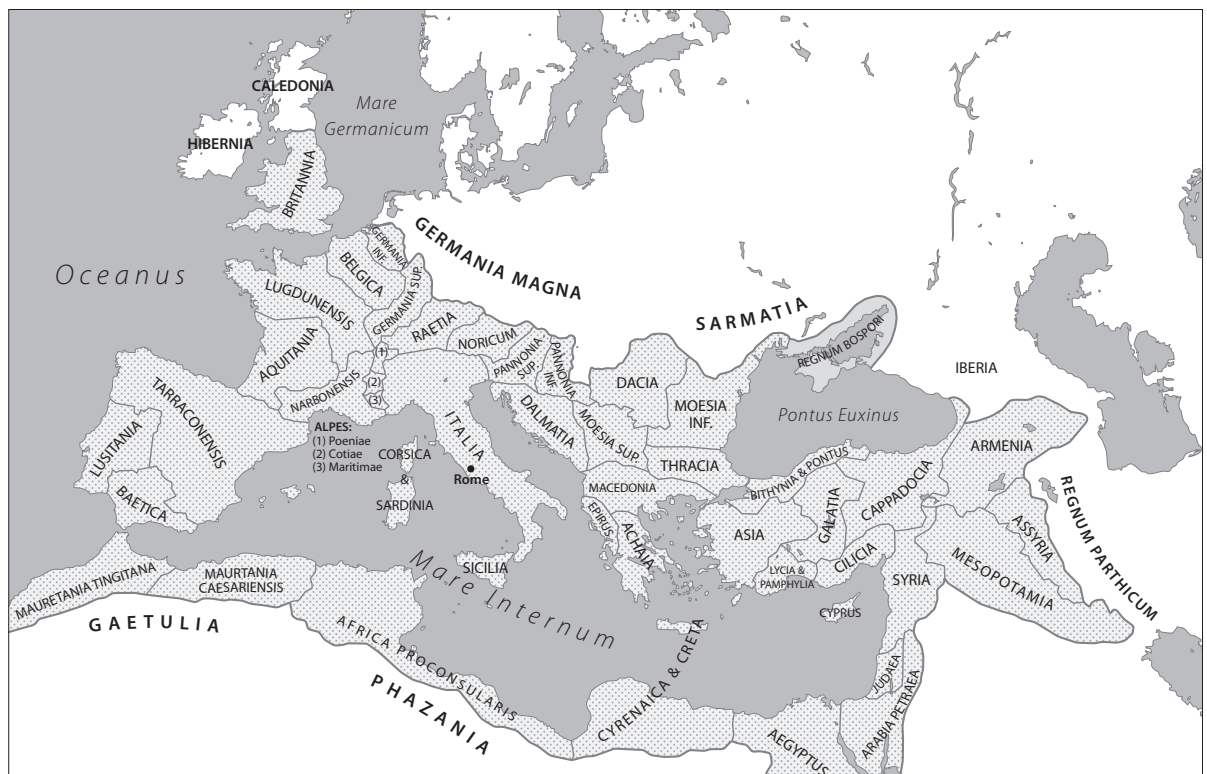 CALEDONIA
Mare
Germanicum
HIBERNIA
BRITANNIA
Oceanus
GERMANIA
INF.
GERMANIA MAGNA
BELGICA
LUGDUNENSIS
GERMANIA SUP.
SARMATIA
RAETIA
NORICUM
REGNUM BOSPORI
AQUITANIA
(1)
PANNONIA
SUP.
PANNONIA
INF.
IBERIA
NARBONENSIS
(2)
(3)
DACIA
TARRACONENSIS
MOESIA
INF.
Pontus Euxinus
ALPES:
(1) Poeniae
(2) Cotiae
(3) Maritimae
ITALIA
DALMATIA
MOESIA SUP.
ARMENIA
LUSITANIA
CORSICA
&
SARDINIA
Rome
THRACIA
BITHYNIA & PONTUS
CAPPADOCIA
REGNUM PARTHICUM
BAETICA
MACEDONIA
GALATIA
EPIRUS
ACHAIA
ASIA
ASSYRIA
MESOPOTAMIA
CILICIA
LYCIA &
PAMPHYLIA
SYRIA
SICILIA
Mare Internum
MAURETANIA TINGITANA
MAURTANIA
CAESARIENSIS
CYPRUS
GAETULIA
AFRICA PROCONSULARIS
CYRENAICA & CRETA
JUDAEA
ARABIA PETRAEA
PHAZANIA
AEGYPTUS